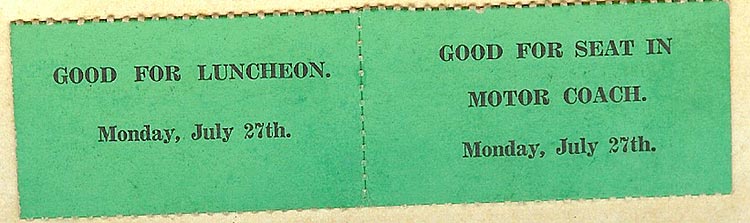 GOOD FOR LUNCHEON.
Monday, July 27th.
GOOD FOR SEAT IN
MOTOR COACH.
Monday, July 27th.